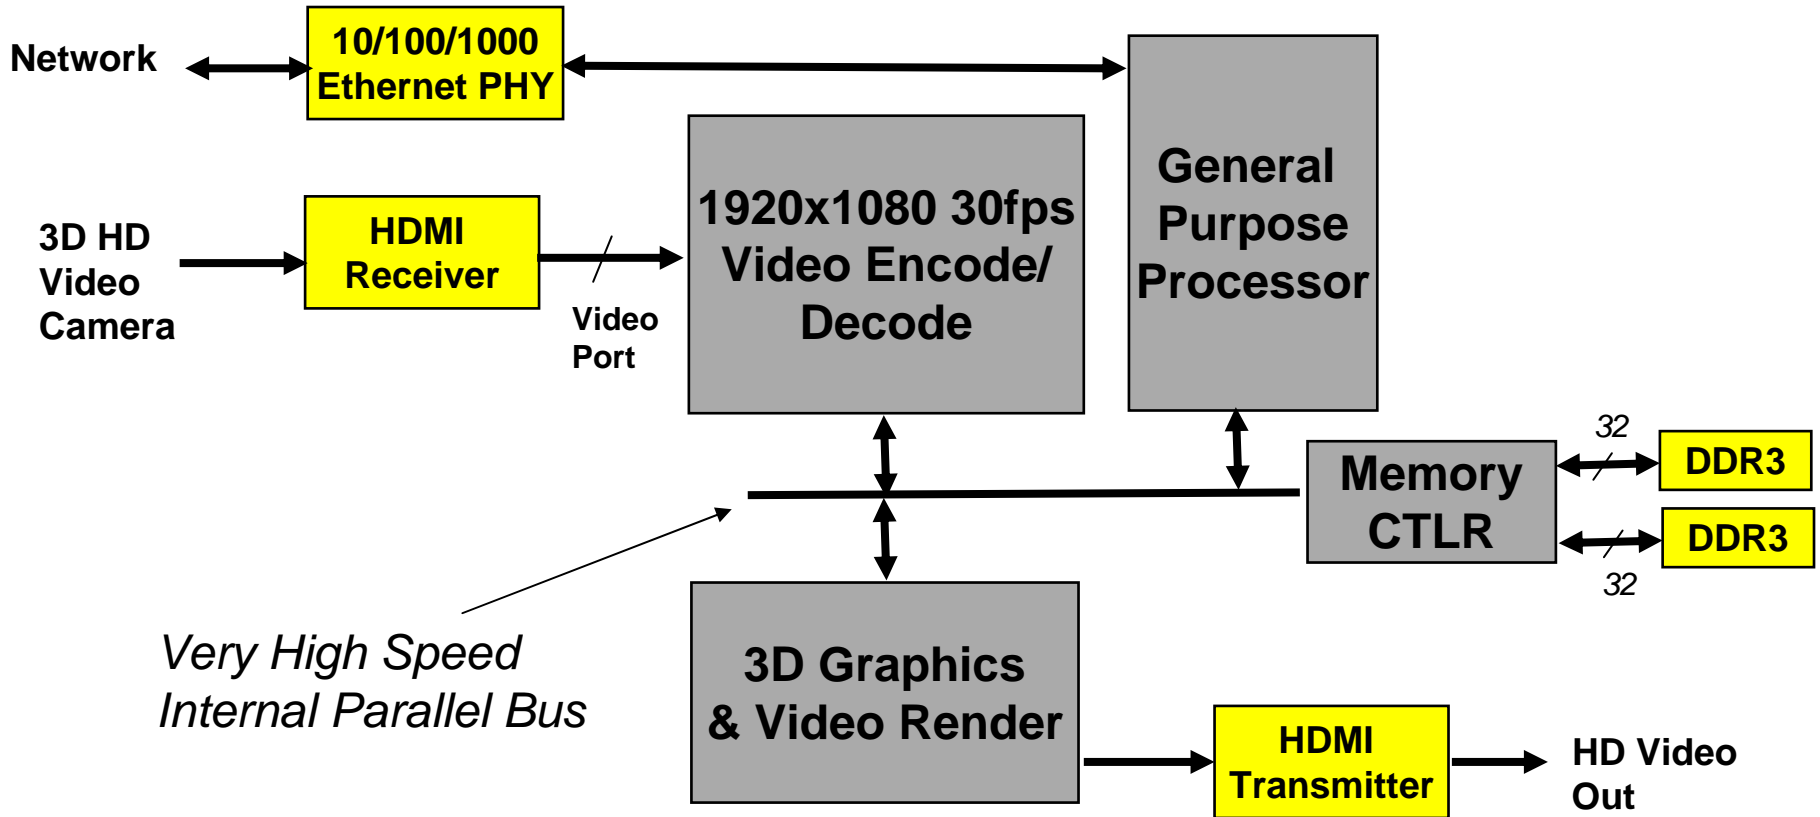 Network
10/100/1000
Ethernet PHY
3D HD
Video
Camera
HDMI
Receiver
Video
Port
1920x1080 30fps
Video Encode/
Decode
General
Purpose
Processor
Memory
CTLR
32
DDR3
DDR3
32
Very High Speed
Internal Parallel Bus
3D Graphics
& Video Render
HDMI
Transmitter
HD Video
Out